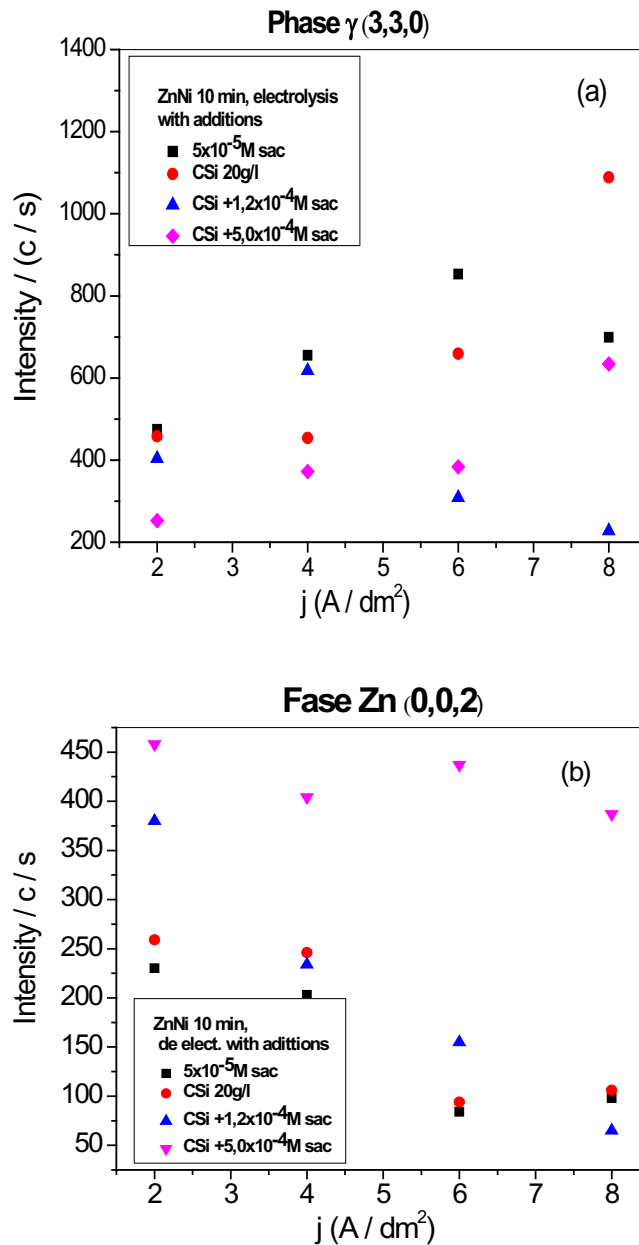 Phase γ (3,3,0)
1400
1200
1000
800
600
400
200
Intensity / (c / s)
(a)
ZnNi 10 min, electrolysis
with additions
5x10⁻⁵M sac
CSi 20g/l
CSi +1,2x10⁻⁴M sac
CSi +5,0x10⁻⁴M sac
2 3 4 5 6 7 8
j (A / dm²)
Fase Zn (0,0,2)
450
400
350
300
250
200
150
100
50
Intensity / c / s
(b)
ZnNi 10 min,
de elect. with adittions
5x10⁻⁵M sac
CSi 20g/l
CSi +1,2x10⁻⁴M sac
CSi +5,0x10⁻⁴M sac
2 3 4 5 6 7 8
j (A / dm²)